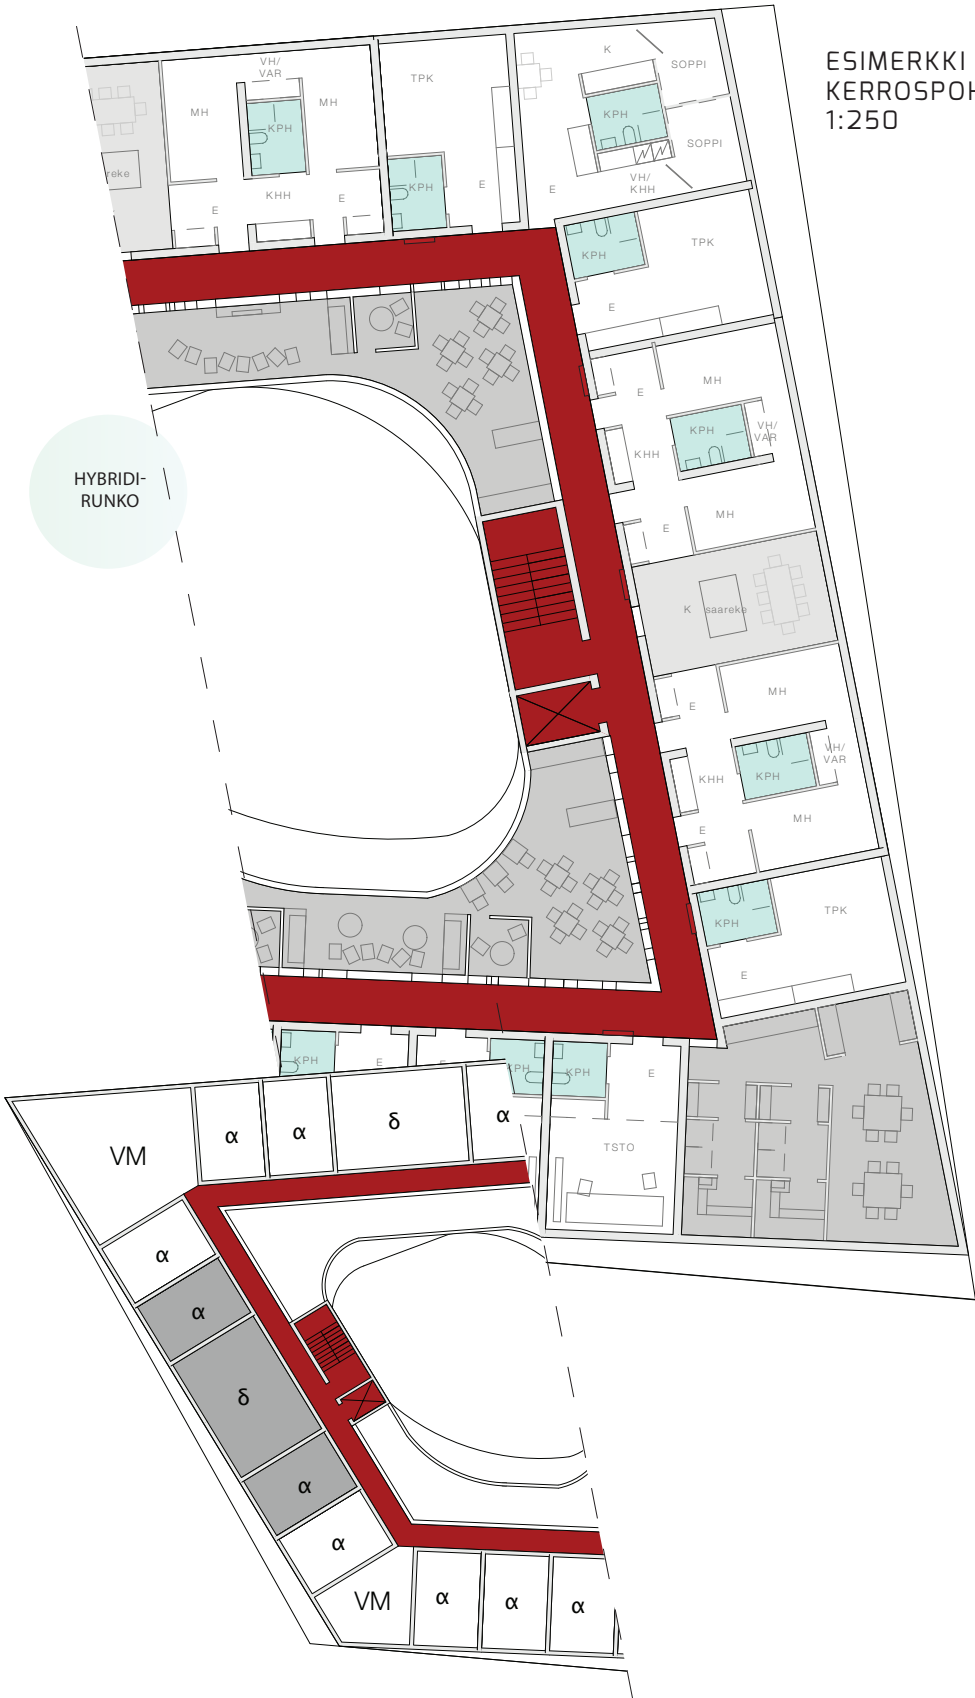 ESIMERKKI
KERROSPOH
1:250
VH/
VAR
MH
MH
KPH
KHH
E
E
reke
TPK
KPH
E
K
SOPPI
KPH
SOPPI
VH/
KHH
E
TPK
KPH
E
HYBRIDI-
RUNKO
E
MH
KPH
VH/
VAR
KHH
E
MH
K
saareke
E
MH
KHH
KPH
VH/
VAR
E
MH
KPH
TPK
E
KPH
E
E
KPH
KPH
E
TSTO
VM
α
α
δ
α
α
α
δ
α
α
VM
α
α
α